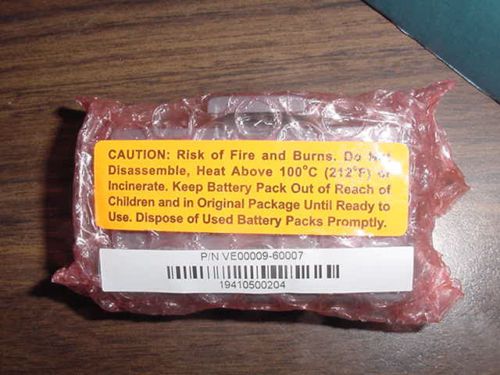 CAUTION: Risk of Fire and Burns. Do Not
Disassemble, Heat Above 100°C (212°F) or
Incinerate. Keep Battery Pack Out of Reach of
Children and in Original Package Until Ready to
Use. Dispose of Used Battery Packs Promptly.
P/N VE00009-60007
19410500204